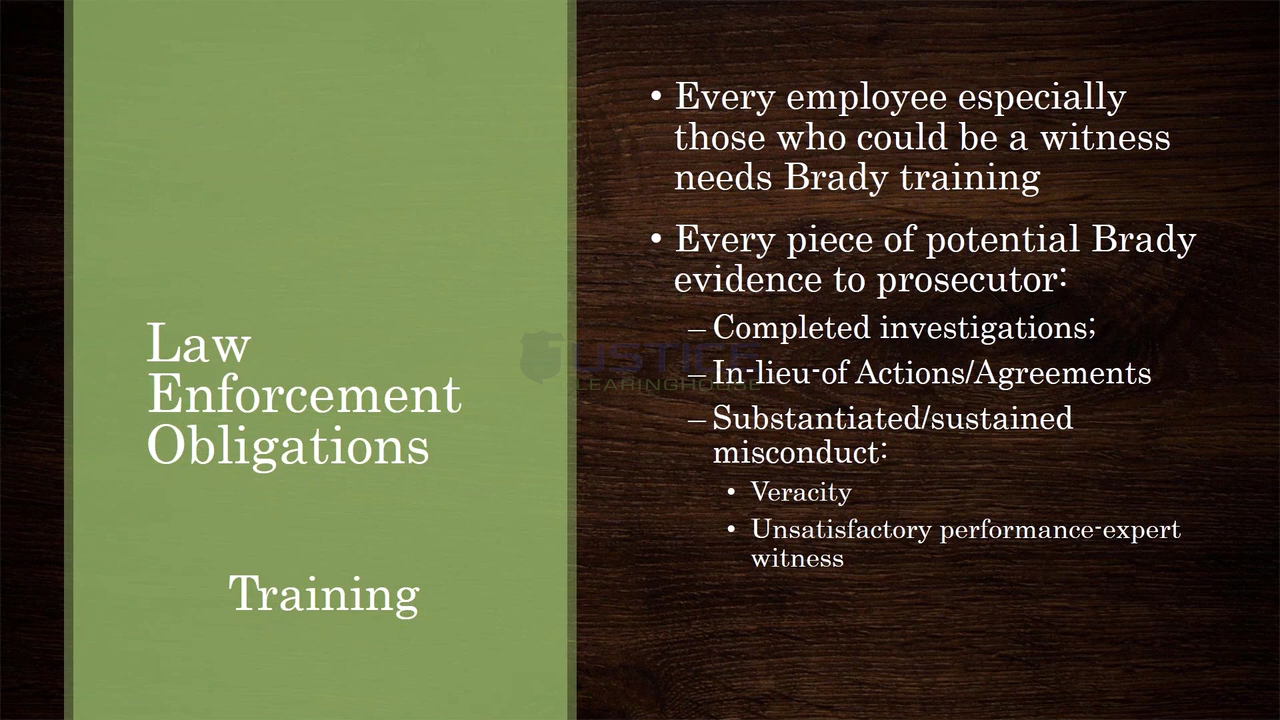 Law
Enforcement
Obligations
Training
• Every employee especially
those who could be a witness
needs Brady training
• Every piece of potential Brady
evidence to prosecutor:
– Completed investigations;
– In-lieu-of Actions/Agreements
– Substantiated/sustained
misconduct:
• Veracity
• Unsatisfactory performance-expert
witness
USTICE
LEARINGHOUSE